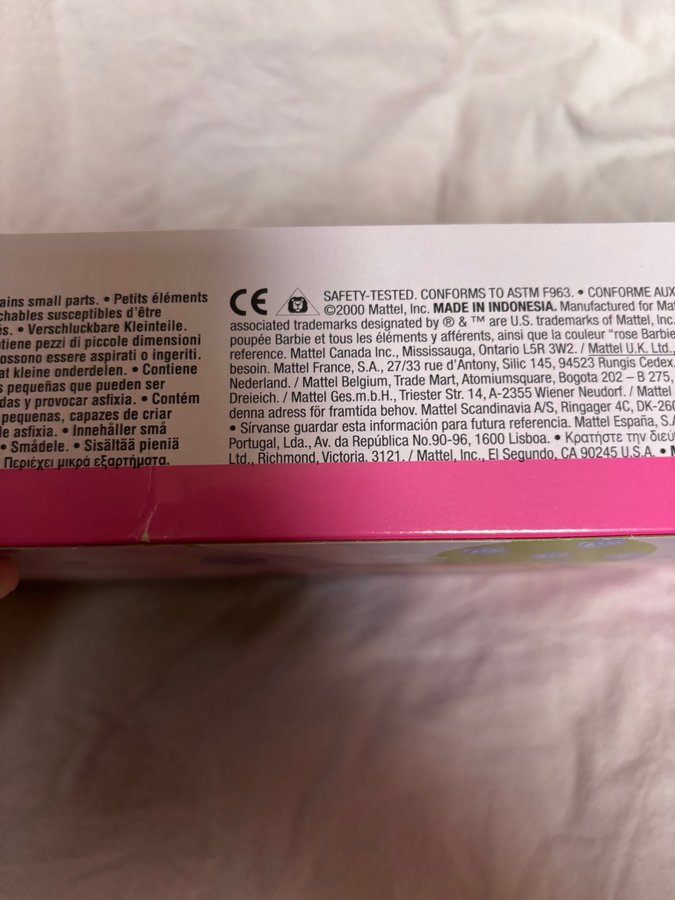 ains small parts. • Petits éléments
chables susceptibles d'être
és. • Verschluckbare Kleinteile.
tiene pezzi di piccole dimensioni
ossono essere aspirati o ingeriti.
at kleine onderdelen. • Contiene
s pequeñas que pueden ser
das y provocar asfixia. • Contém
pequenas, capazes de criar
e asfixia. • Innehåller små
• Smådele. • Sisältää pieniä
Περιέχει μικρά εξαρτήματα.
CE SAFETY-TESTED. CONFORMS TO ASTM F963. • CONFORME AUX
©2000 Mattel, Inc. MADE IN INDONESIA. Manufactured for Mat
associated trademarks designated by ® & ™ are U.S. trademarks of Mattel, Inc.
poupée Barbie et tous les éléments y afférents, ainsi que la couleur "rose Barbie
reference. Mattel Canada Inc., Mississauga, Ontario L5R 3W2. / Mattel U.K. Ltd.,
besoin. Mattel France, S.A., 27/33 rue d'Antony, Silic 145, 94523 Rungis Cedex.
Nederland. / Mattel Belgium, Trade Mart, Atomiumsquare, Bogota 202 – B 275,
Dreieich. / Mattel Ges.m.b.H., Triester Str. 14, A-2355 Wiener Neudorf. / Mattel
denna adress för framtida behov. Mattel Scandinavia A/S, Ringager 4C, DK-260
• Sírvanse guardar esta información para futura referencia. Mattel España, S.A
Portugal, Lda., Av. da República No.90-96, 1600 Lisboa. • Κρατήστε την διεύ
Ltd., Richmond, Victoria. 3121. / Mattel, Inc., El Segundo, CA 90245 U.S.A. •